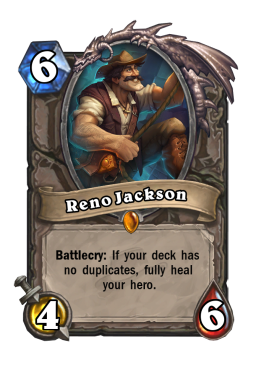 6
Reno Jackson
Battlecry: If your deck has
no duplicates, fully heal
your hero.
4
6